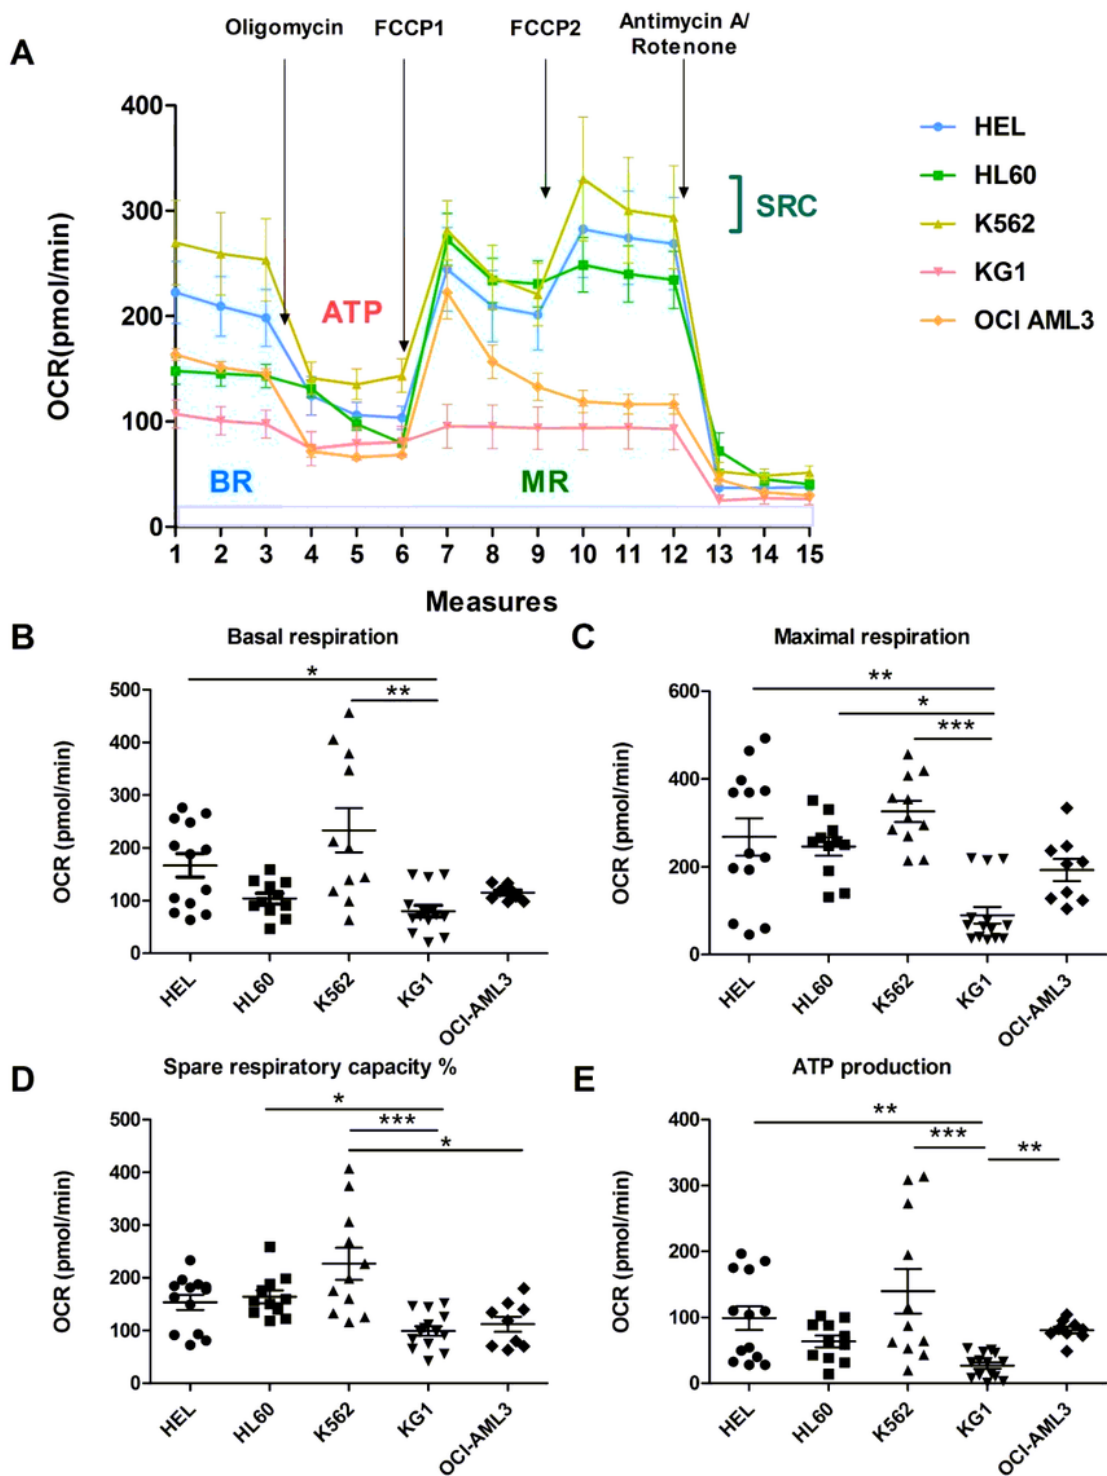 A
Oligomycin FCCP1 FCCP2 Antimycin A/
Rotenone
OCR(pmol/min)
400
300
200
100
0
ATP
BR
MR
SRC
HEL
HL60
K562
KG1
OCI AML3
1 2 3 4 5 6 7 8 9 10 11 12 13 14 15
Measures
B
Basal respiration
OCR (pmol/min)
500
400
300
200
100
0
*
**
HEL HL60 K562 KG1 OCI-AML3
C
Maximal respiration
OCR (pmol/min)
600
400
200
0
**
*
***
HEL HL60 K562 KG1 OCI-AML3
D
Spare respiratory capacity %
OCR (pmol/min)
500
400
300
200
100
0
*
***
*
HEL HL60 K562 KG1 OCI-AML3
E
ATP production
OCR (pmol/min)
400
300
200
100
0
**
***
**
HEL HL60 K562 KG1 OCI-AML3